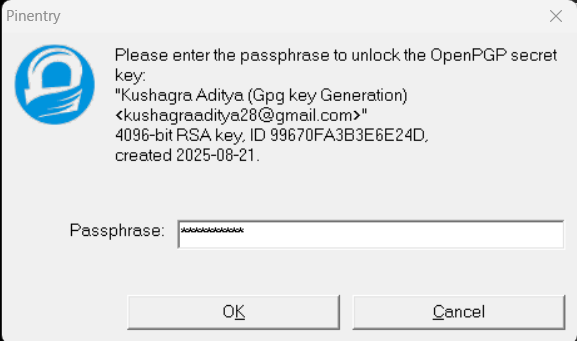 Pinentry
Please enter the passphrase to unlock the OpenPGP secret
key:
"Kushagra Aditya (Gpg key Generation)
<kushagraaditya28@gmail.com>"
4096-bit RSA key, ID 99670FA3B3E6E24D,
created 2025-08-21.
Passphrase: **********
OK Cancel